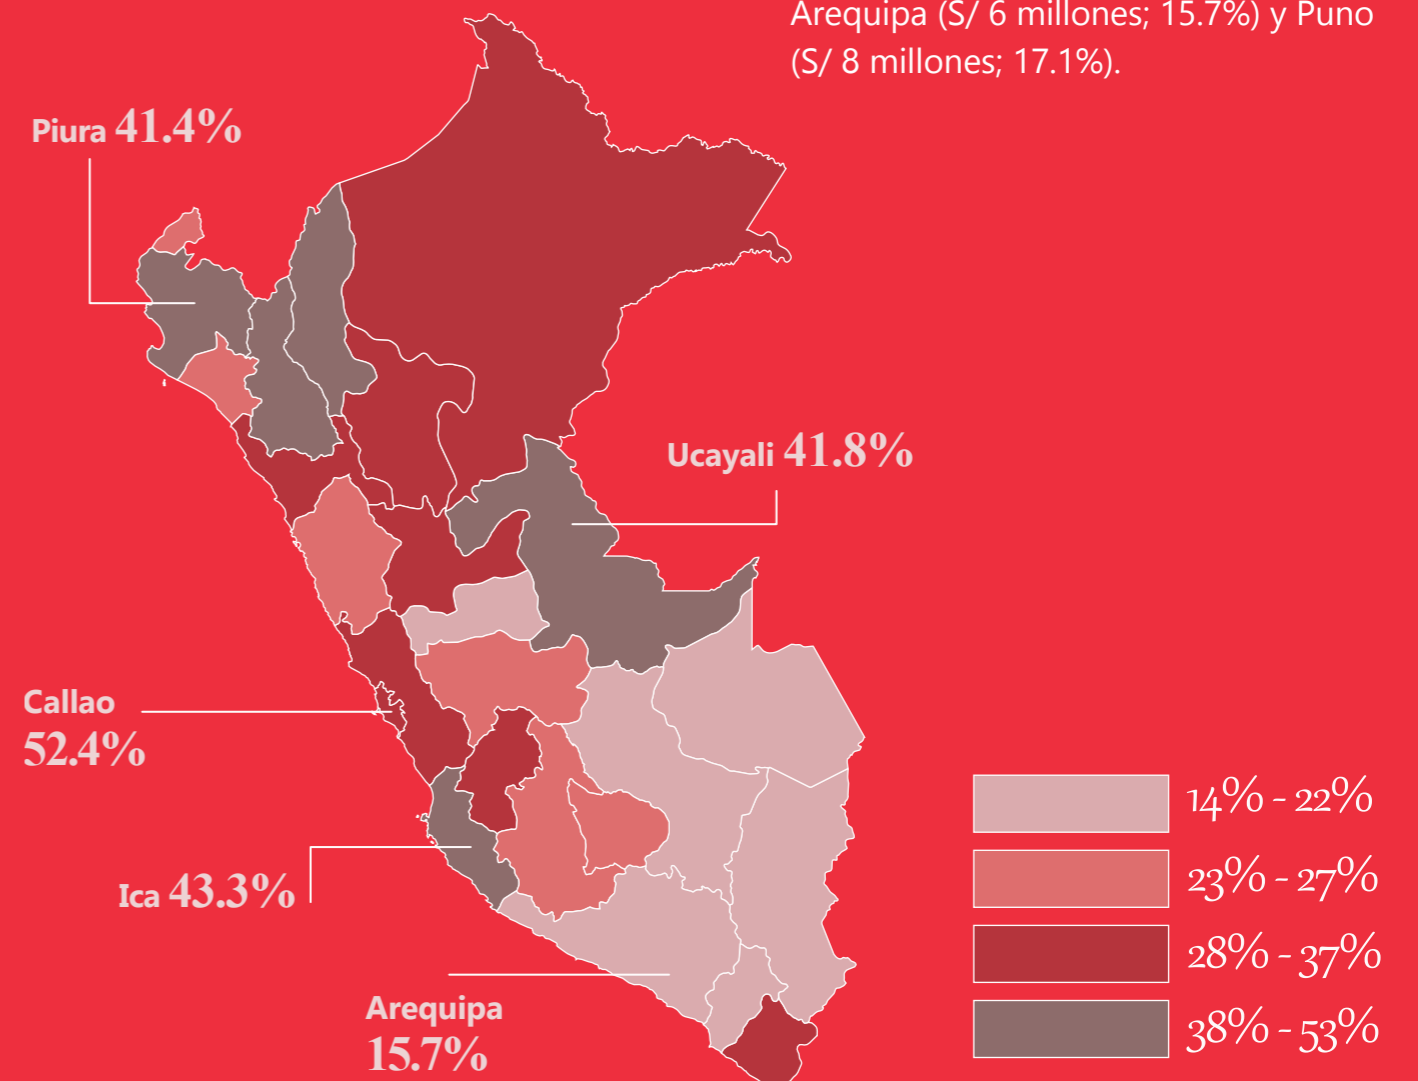 Arequipa (S/ 6 millones; 15.7%) y Puno
(S/ 8 millones; 17.1%).
Piura 41.4%
Ucayali 41.8%
Callao
52.4%
Ica 43.3%
Arequipa
15.7%
14% - 22%
23% - 27%
28% - 37%
38% - 53%